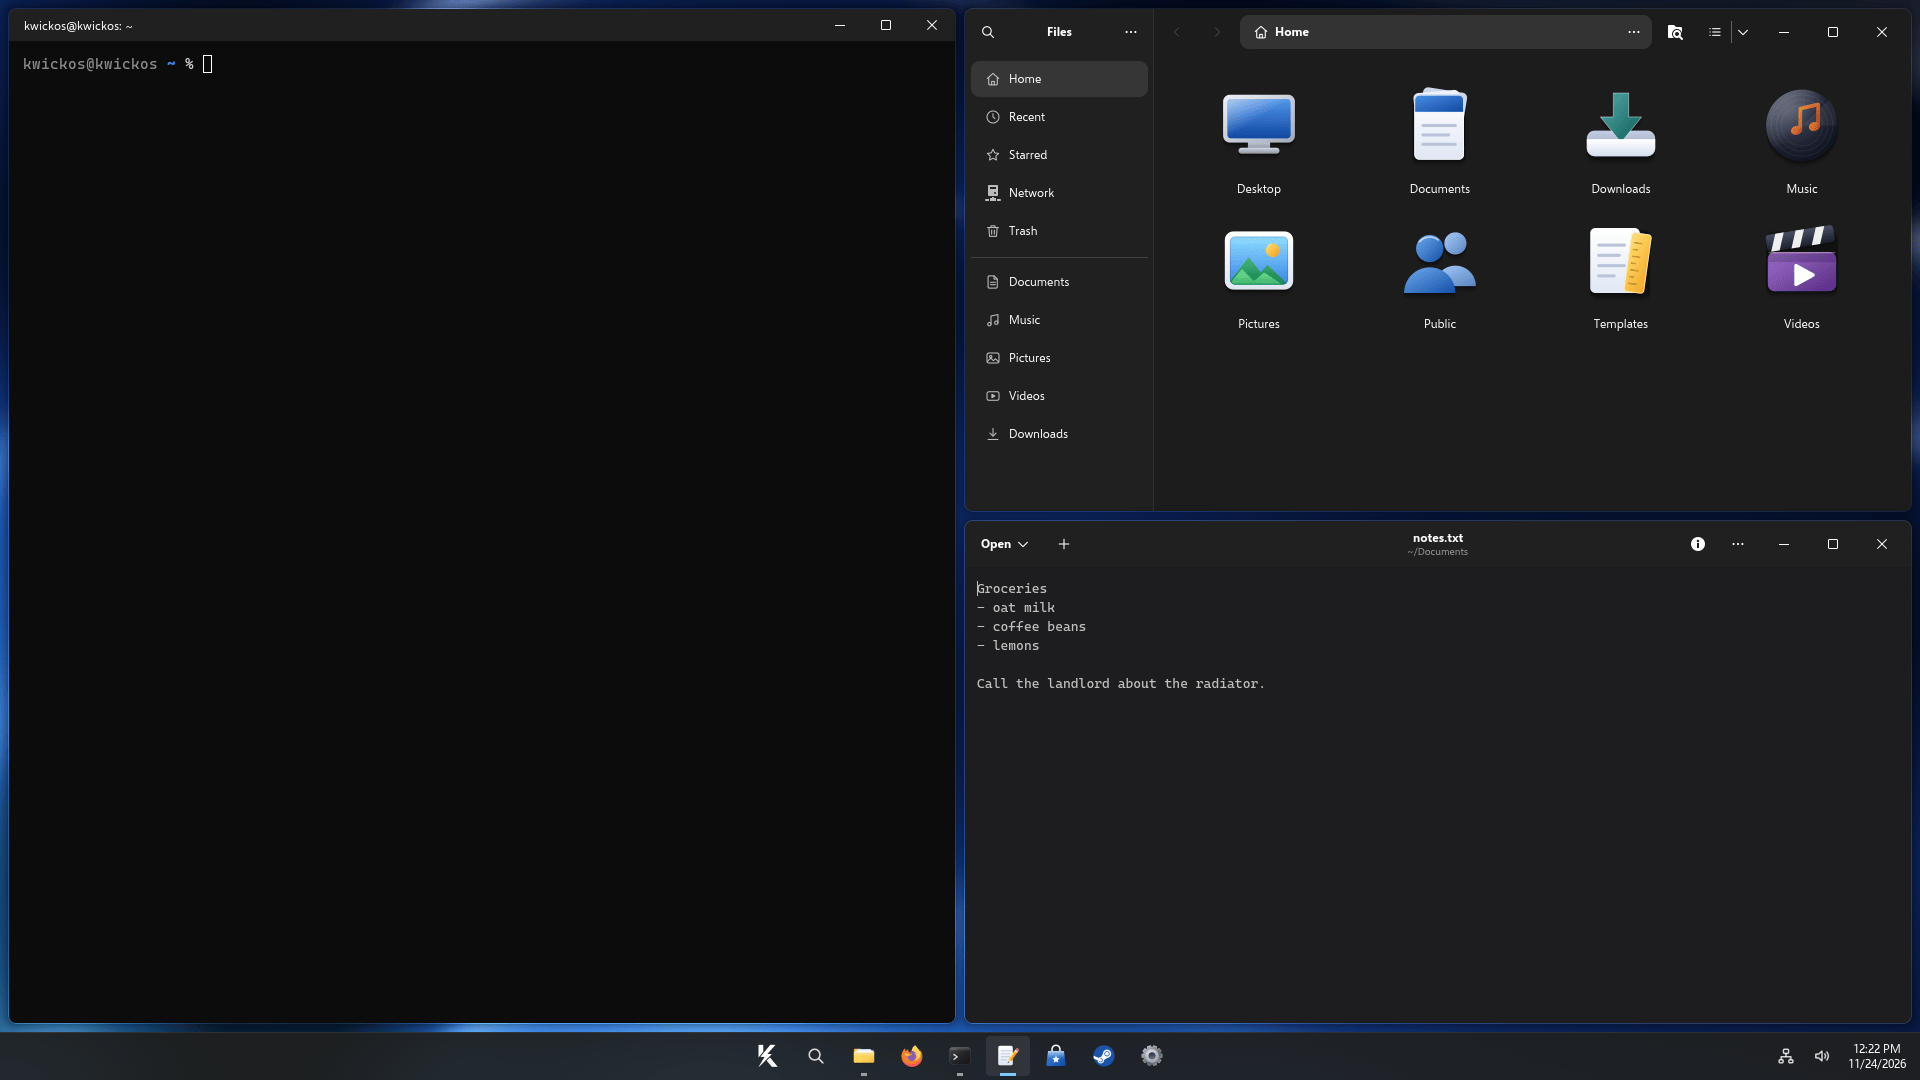 kwickos@kwickos: ~
kwickos@kwickos ~ %
Files
Home
Home
Recent
Starred
Network
Trash
Documents
Music
Pictures
Videos
Downloads
Desktop
Documents
Downloads
Music
Pictures
Public
Templates
Videos
Open
notes.txt
~/Documents
Groceries
- oat milk
- coffee beans
- lemons
Call the landlord about the radiator.
12:22 PM
11/24/2026